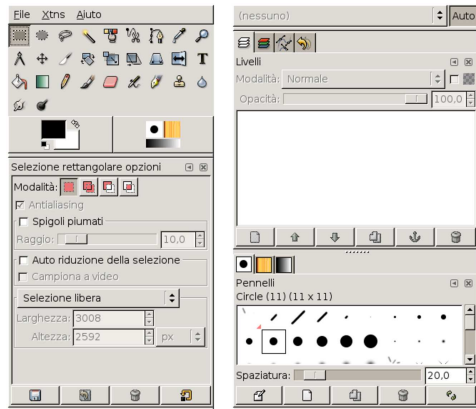 File Xtns Aiuto
Selezione rettangolare opzioni
Modalità:
Antialiasing
Spigoli piumati
Raggio: 10,0
Auto riduzione della selezione
Campiona a video
Selezione libera
Larghezza: 3008
Altezza: 2592 px
(nessuno) Auto
Livelli
Modalità: Normale
Opacità: 100,0
Pennelli
Circle (11) (11 x 11)
Spaziatura: 20,0